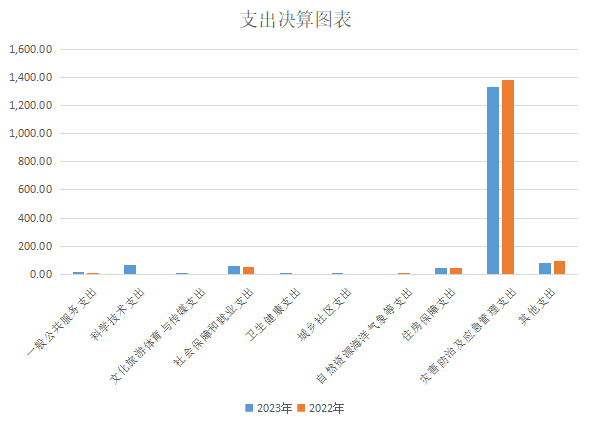 支出决算图表
1,600.00
1,400.00
1,200.00
1,000.00
800.00
600.00
400.00
200.00
0.00
一般公共服务支出
科学技术支出
文化旅游体育与传媒支出
社会保障和就业支出
卫生健康支出
城乡社区支出
自然资源海洋气象等支出
住房保障支出
灾害防治及应急管理支出
其他支出
2023年 2022年